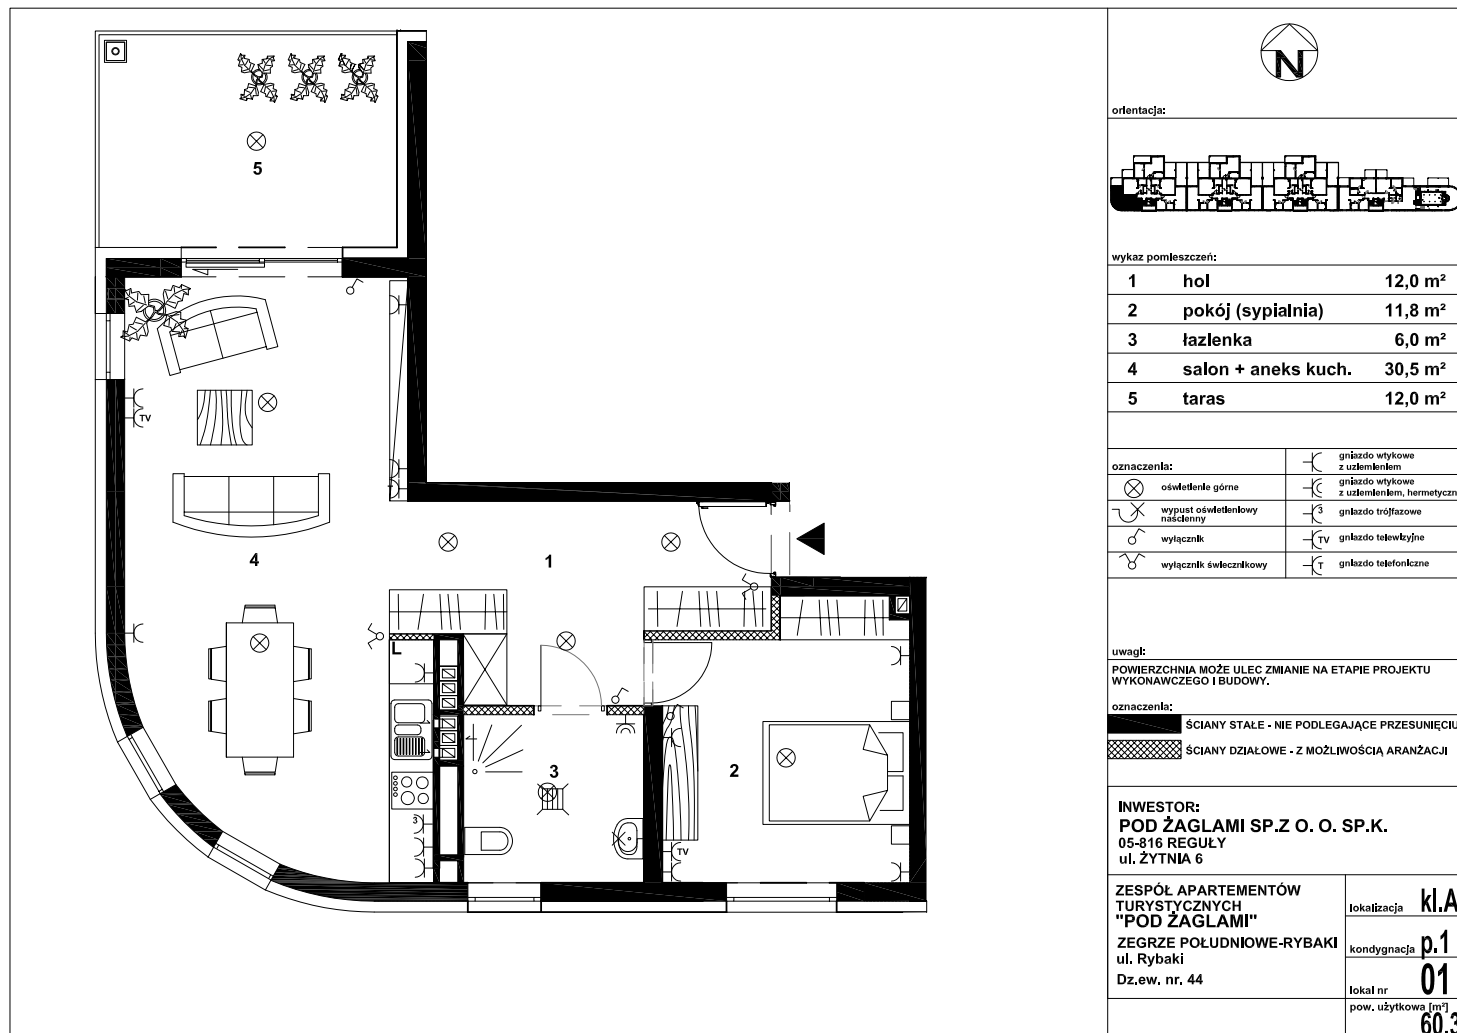 N
orientacja:
wykaz pomieszczeń:
1 hol 12,0 m²
2 pokój (sypialnia) 11,8 m²
3 łazienka 6,0 m²
4 salon + aneks kuch. 30,5 m²
5 taras 12,0 m²
oznaczenia:
oświetlenie górne
wypust oświetleniowy
naścienny
wyłącznik
wyłącznik świecznikowy
gniazdo wtykowe
z uziemieniem
gniazdo wtykowe
z uziemieniem, hermetyczn
3 gniazdo trójfazowe
TV gniazdo telewizyjne
T gniazdo telefoniczne
uwagi:
POWIERZCHNIA MOŻE ULEC ZMIANIE NA ETAPIE PROJEKTU
WYKONAWCZEGO I BUDOWY.
oznaczenia:
ŚCIANY STAŁE - NIE PODLEGAJĄCE PRZESUNIĘCIU
ŚCIANY DZIAŁOWE - Z MOŻLIWOŚCIĄ ARANŻACJI
INWESTOR:
POD ŻAGLAMI SP.Z O. O. SP.K.
05-816 REGUŁY
ul. ŻYTNIA 6
ZESPÓŁ APARTEMENTÓW
TURYSTYCZNYCH
"POD ŻAGLAMI"
ZEGRZE POŁUDNIOWE-RYBAKI
ul. Rybaki
Dz.ew. nr. 44
lokalizacja kl.A
kondygnacja p.1
lokal nr 01
pow. użytkowa [m²]
60.3
5
TV
4
1
L
3
2
3
TV